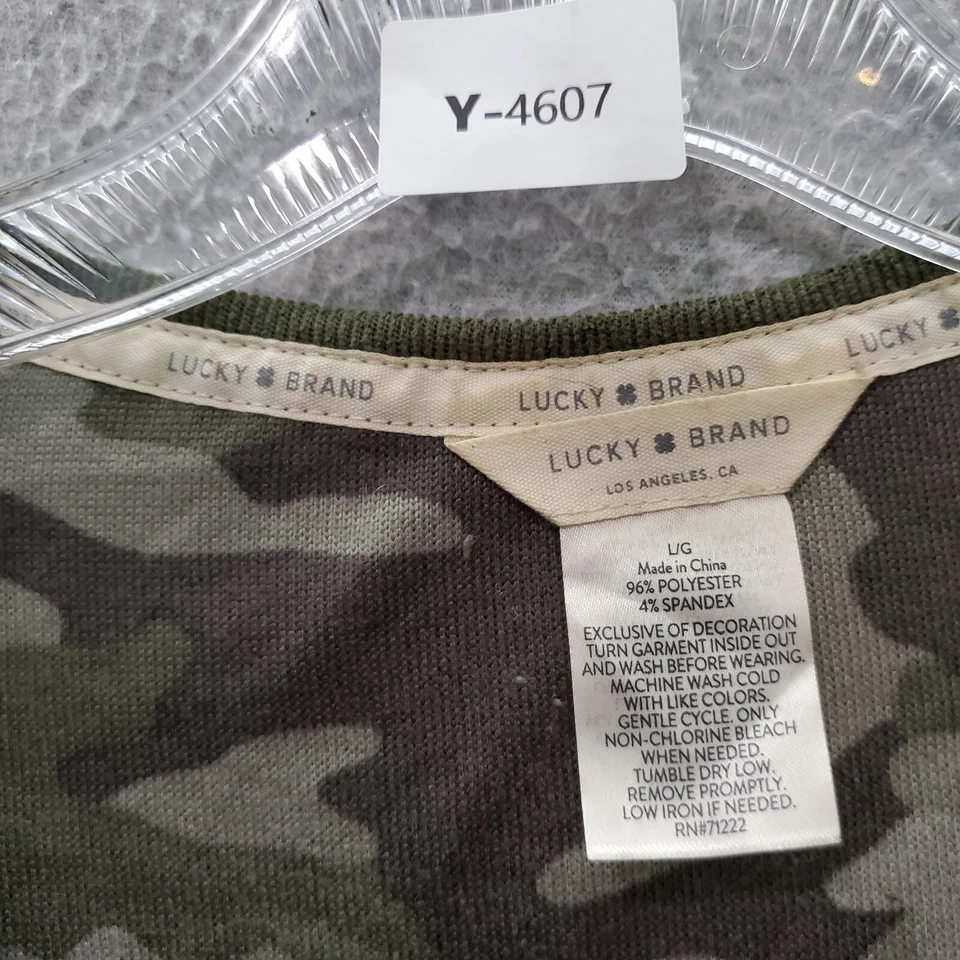 Y-4607
LUCKY BRAND
LUCKY BRAND
LUCKY
LUCKY BRAND
LOS ANGELES, CA
L/G
Made in China
96% POLYESTER
4% SPANDEX
EXCLUSIVE OF DECORATION
TURN GARMENT INSIDE OUT
AND WASH BEFORE WEARING.
MACHINE WASH COLD
WITH LIKE COLORS.
GENTLE CYCLE. ONLY
NON-CHLORINE BLEACH
WHEN NEEDED.
TUMBLE DRY LOW.
REMOVE PROMPTLY.
LOW IRON IF NEEDED.
RN#71222